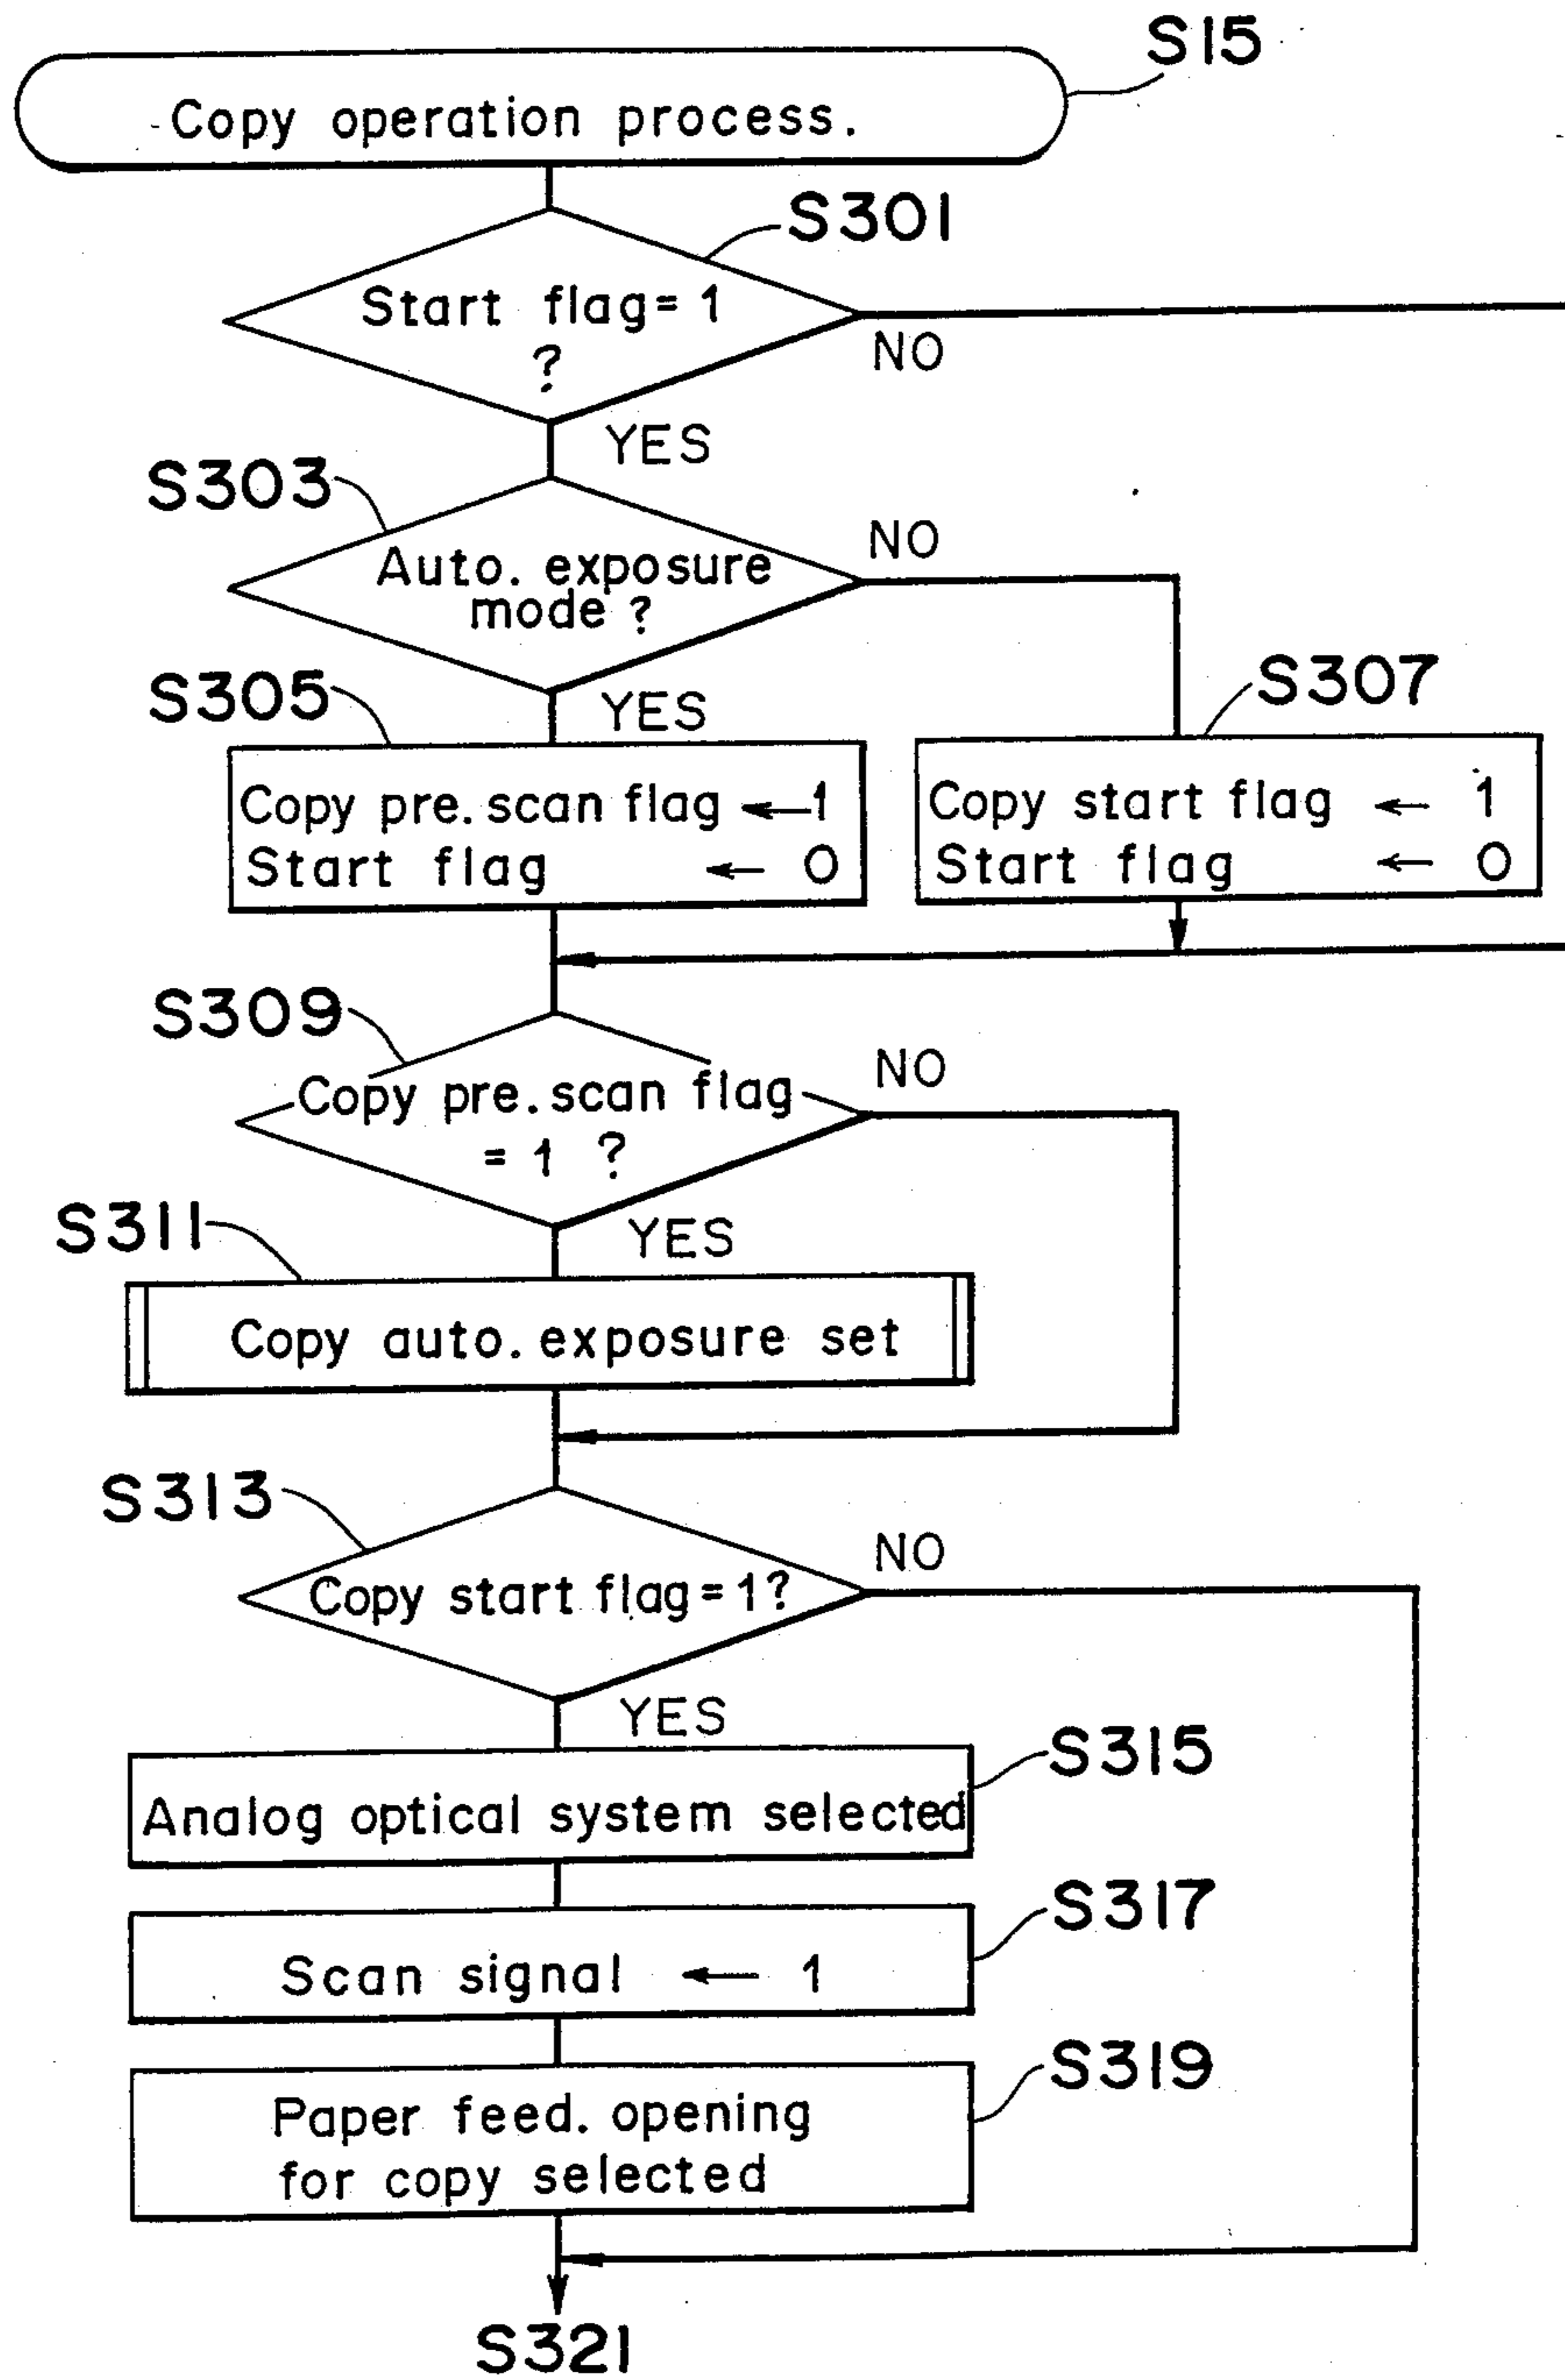 S15
Copy operation process.
S301
Start flag = 1
?
NO
YES
S303
NO
Auto. exposure
mode ?
S305
YES
S307
Copy pre. scan flag ← 1
Start flag ← 0
Copy start flag ← 1
Start flag ← 0
S309
NO
Copy pre. scan flag
= 1 ?
S311
YES
Copy auto. exposure set
S313
NO
Copy start flag = 1?
YES
S315
Analog optical system selected
S317
Scan signal ← 1
S319
Paper feed. opening
for copy selected
S321